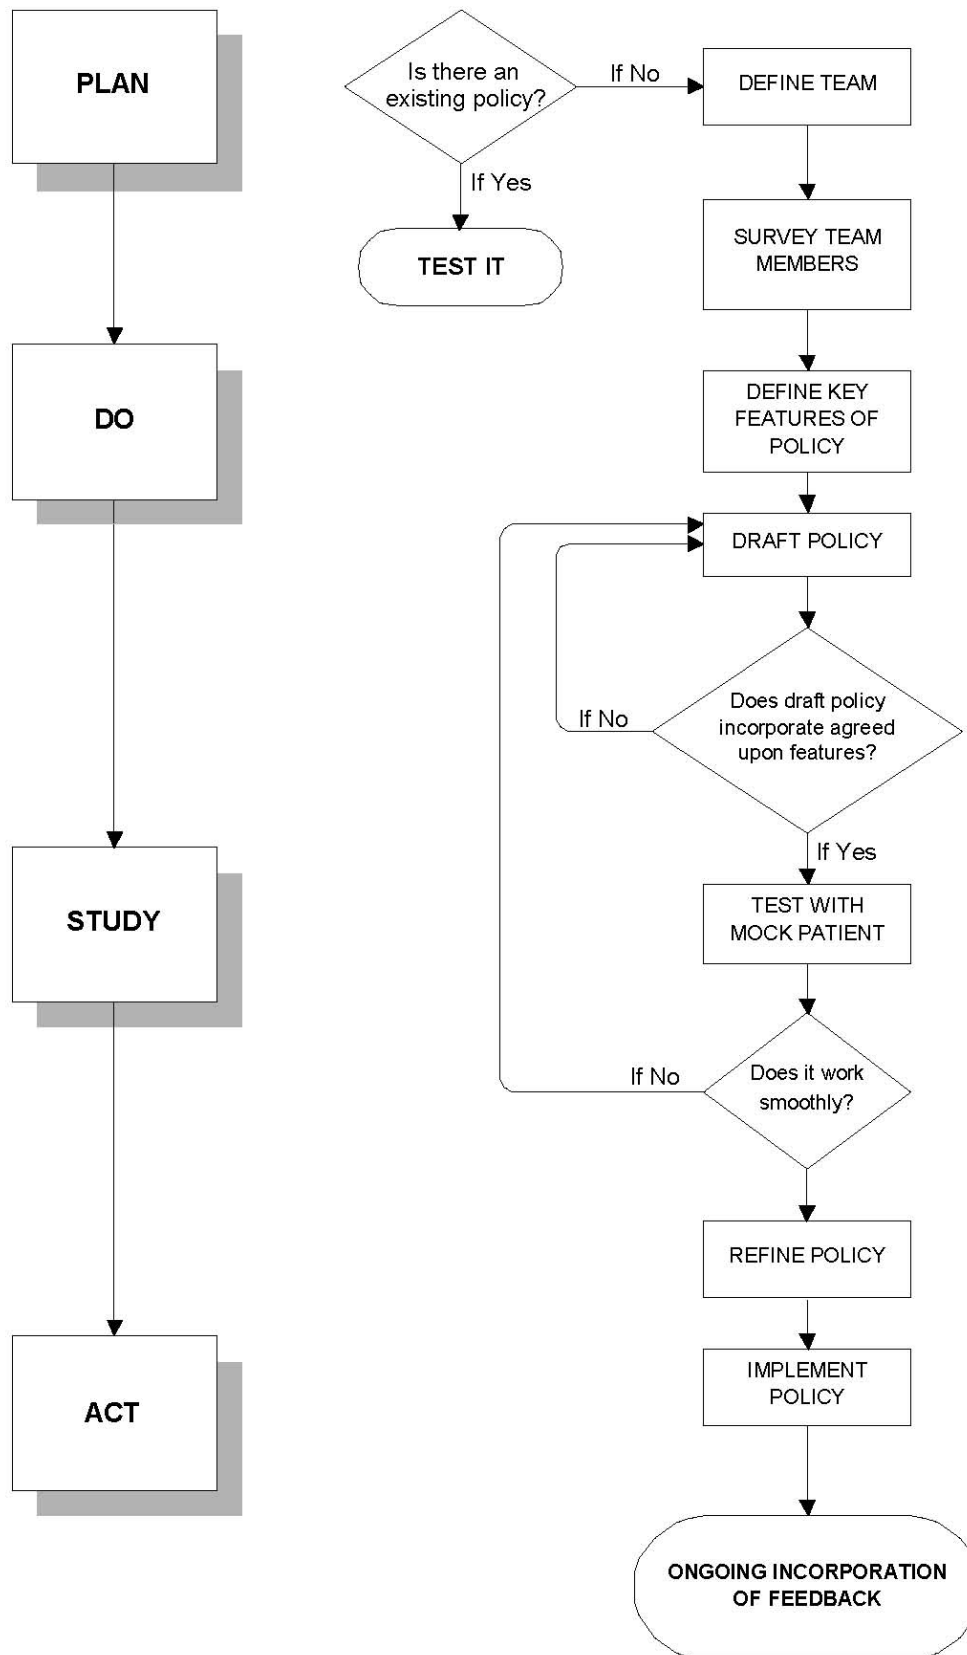 PLAN
DO
STUDY
ACT
Is there an
existing policy?
If No
DEFINE TEAM
If Yes
TEST IT
SURVEY TEAM
MEMBERS
DEFINE KEY
FEATURES OF
POLICY
DRAFT POLICY
Does draft policy
incorporate agreed
upon features?
If No
If Yes
TEST WITH
MOCK PATIENT
Does it work
smoothly?
If No
REFINE POLICY
IMPLEMENT
POLICY
ONGOING INCORPORATION
OF FEEDBACK